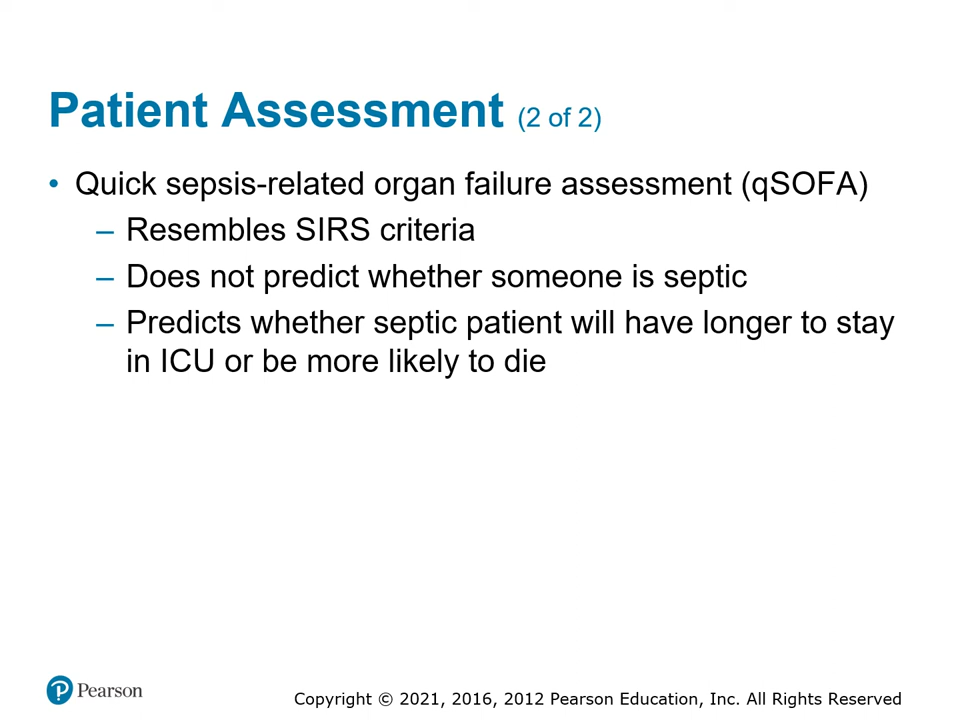 Patient Assessment (2 of 2)
• Quick sepsis-related organ failure assessment (qSOFA)
– Resembles SIRS criteria
– Does not predict whether someone is septic
– Predicts whether septic patient will have longer to stay
in ICU or be more likely to die
Pearson
Copyright © 2021, 2016, 2012 Pearson Education, Inc. All Rights Reserved